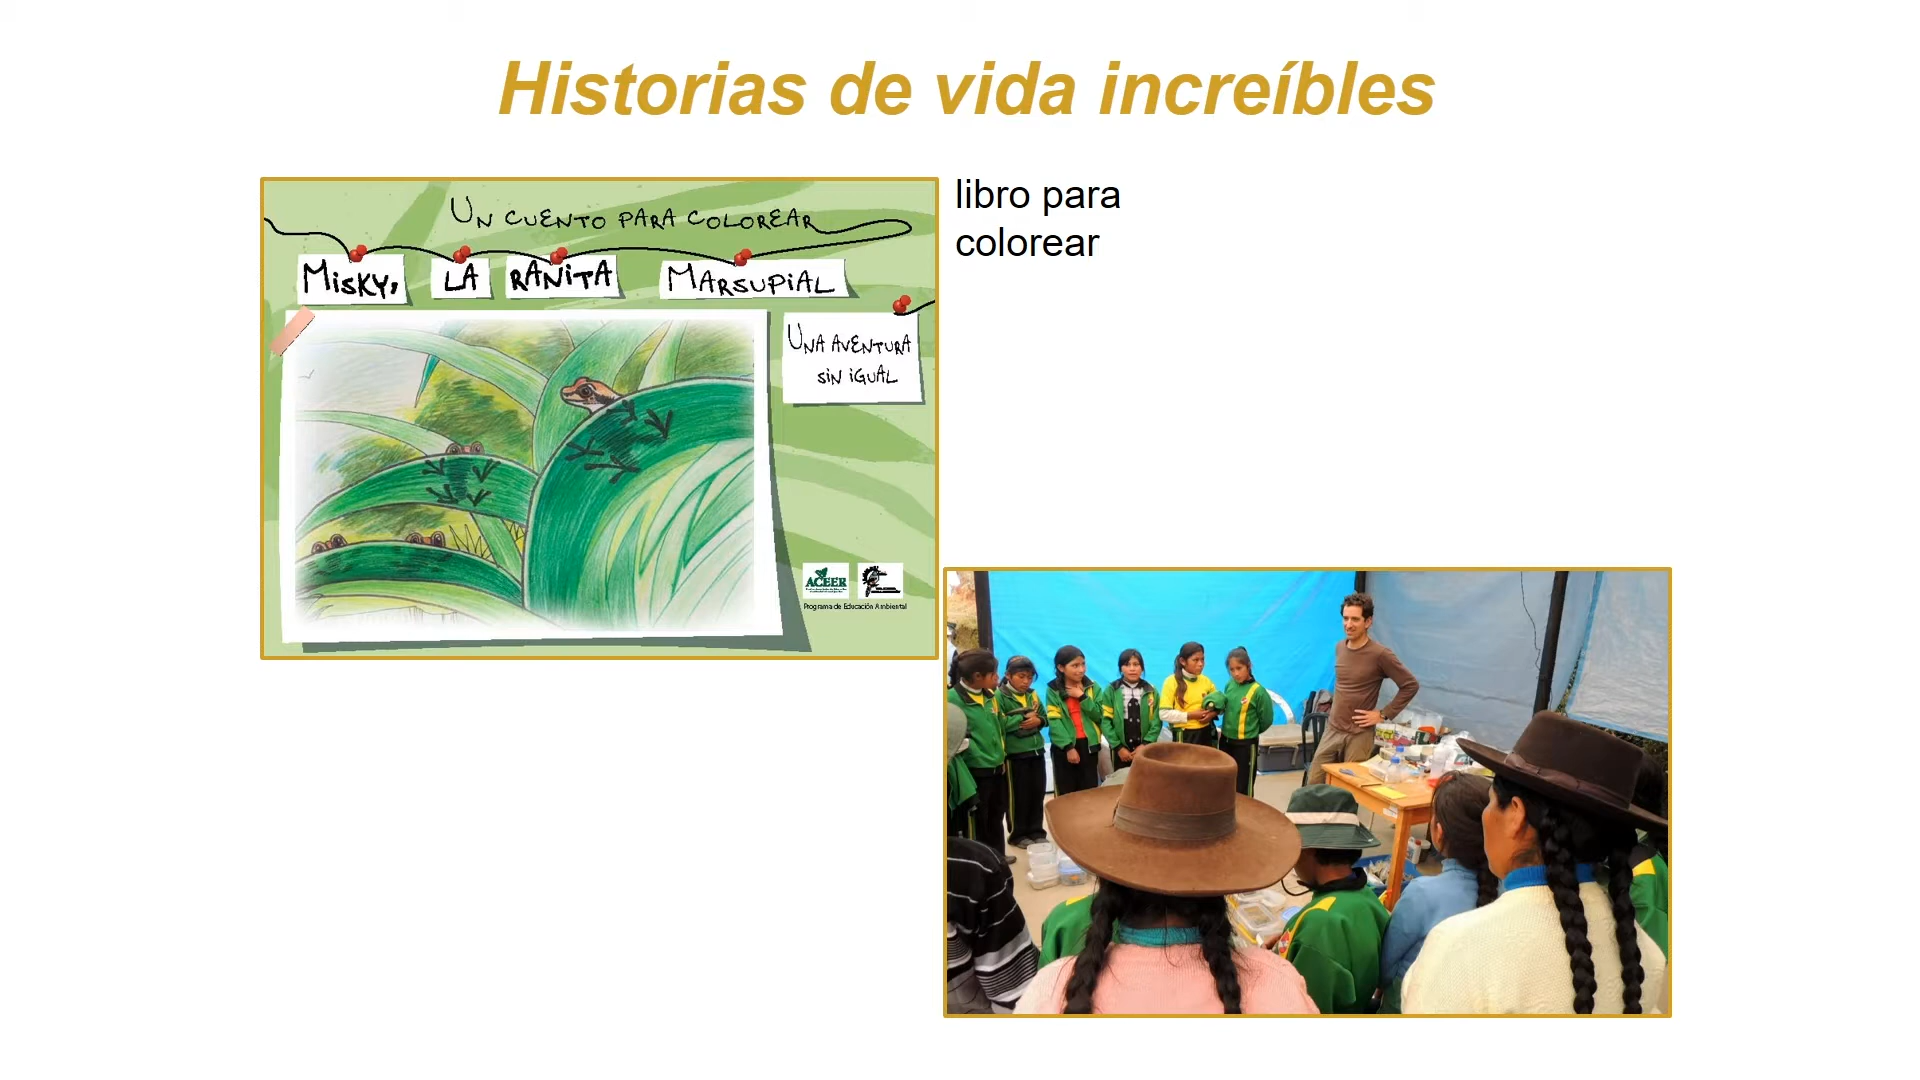 Historias de vida increíbles
UN CUENTO PARA COLOREAR
MiSKY, LA RANiTA MARSUPiAL
UNA AVENTURA
SiN iGUAL
ACEER
Programa de Educación Ambiental
libro para
colorear